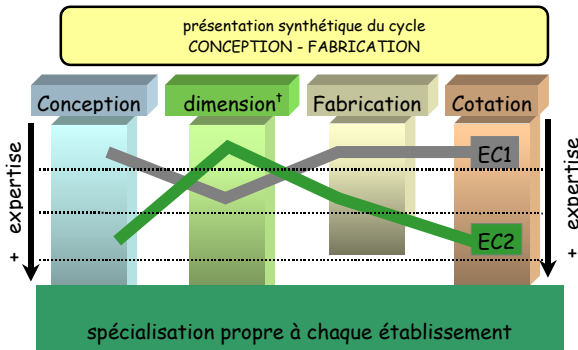 présentation synthétique du cycle
CONCEPTION - FABRICATION
Conception
dimension†
Fabrication
Cotation
+ expertise
EC1
EC2
+ expertise
spécialisation propre à chaque établissement